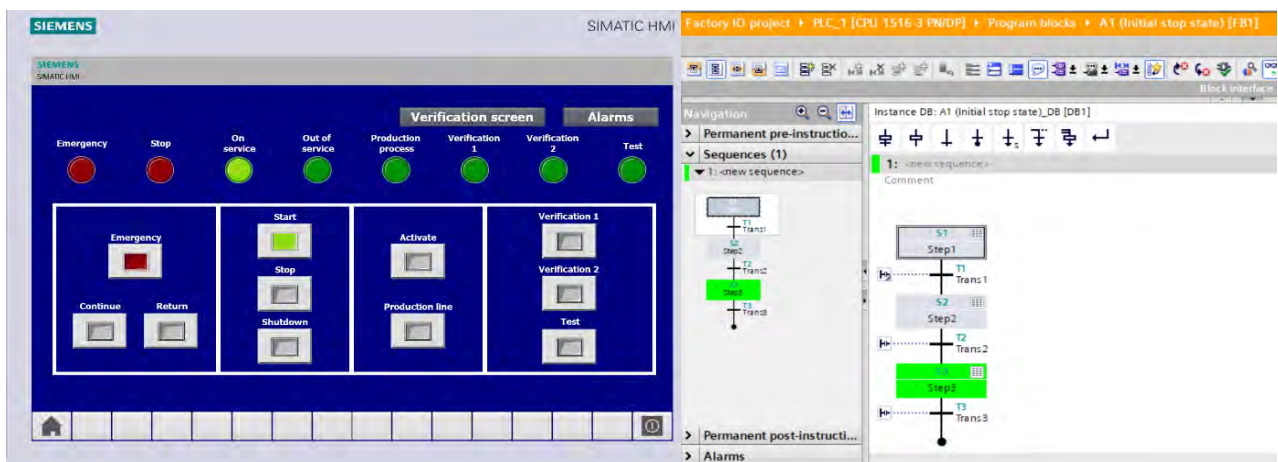 SIEMENS
SIMATIC HMI
SIEMENS
SIMATIC HMI
Verification screen
Alarms
Emergency
Stop
On service
Out of service
Production process
Verification 1
Verification 2
Test
Emergency
Continue
Return
Start
Stop
Shutdown
Activate
Production line
Verification 1
Verification 2
Test
Factory IO project ▸ PLC_1 [CPU 1516-3 PN/DP] ▸ Program blocks ▸ A1 (Initial stop state) [FB1]
Block interface
Navigation
Permanent pre-instructio...
Sequences (1)
1: <new sequence>
T1
Trans1
S2
Step2
T2
Trans2
Step3
T3
Trans3
Permanent post-instructi...
Alarms
Instance DB: A1 (Initial stop state)_DB [DB1]
1: <new sequence>
Comment
S1
Step1
T1
Trans1
S2
Step2
T2
Trans2
S3
Step3
T3
Trans3